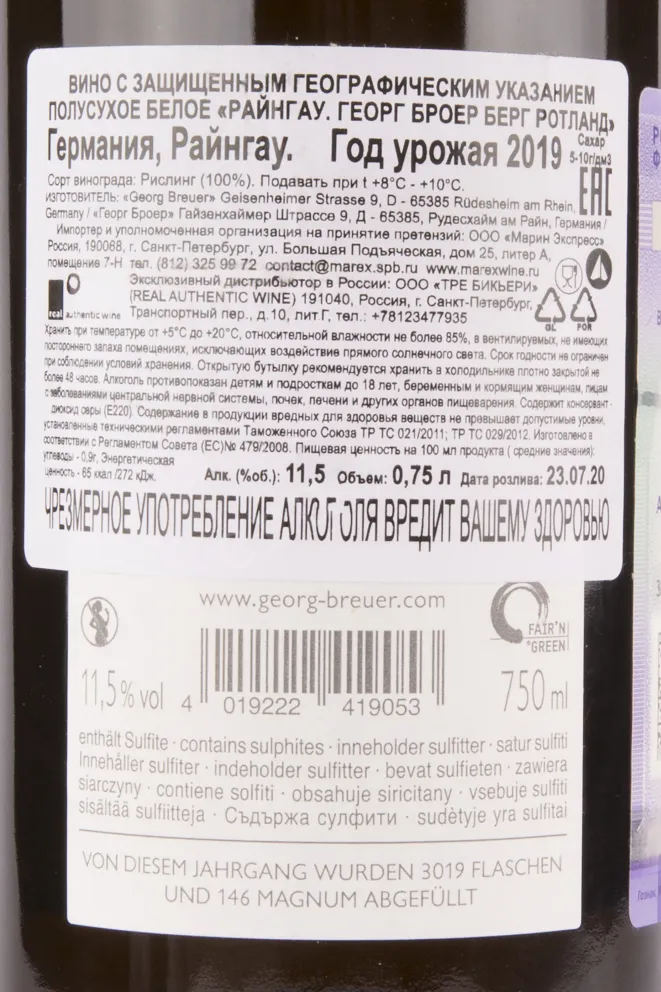 ВИНО С ЗАЩИЩЕННЫМ ГЕОГРАФИЧЕСКИМ УКАЗАНИЕМ
ПОЛУСУХОЕ БЕЛОЕ «РАЙНГАУ. ГЕОРГ БРОЕР БЕРГ РОТЛАНД»
Германия, Райнгау. Год урожая 2019 Сахар 5-10г/дм3
Сорт винограда: Рислинг (100%). Подавать при t +8°C - +10°C.
ИЗГОТОВИТЕЛЬ: «Georg Breuer» Geisenheimer Strasse 9, D - 65385 Rüdesheim am Rhein, EAC
Germany / «Георг Броер» Гайзенхаймер Штрассе 9, Д - 65385, Рудесхайм ам Райн, Германия /
Импортер и уполномоченная организация на принятие претензий: ООО «Марин Экспресс»
Россия, 190068, г. Санкт-Петербург, ул. Большая Подъяческая, дом 25, литер А,
помещение 7-Н тел. (812) 325 99 72 contact@marex.spb.ru www.marexwine.ru
Эксклюзивный дистрибьютор в России: ООО «ТРЕ БИКЬЕРИ»
(REAL AUTHENTIC WINE) 191040, Россия, г. Санкт-Петербург,
real authentic wine Транспортный пер., д.10, лит Г, тел.: +78123477935
GL POR
Хранить при температуре от +5°C до +20°C, относительной влажности не более 85%, в вентилируемых, не имеющих
постороннего запаха помещениях, исключающих воздействие прямого солнечного света. Срок годности не ограничен
при соблюдении условий хранения. Открытую бутылку рекомендуется хранить в холодильнике плотно закрытой не
более 48 часов. Алкоголь противопоказан детям и подросткам до 18 лет, беременным и кормящим женщинам, лицам
с заболеваниями центральной нервной системы, почек, печени и других органов пищеварения. Содержит консервант -
диоксид серы (E220). Содержание в продукции вредных для здоровья веществ не превышает допустимые уровни,
установленные техническими регламентами Таможенного Союза ТР ТС 021/2011; ТР ТС 029/2012. Изготовлено в
соответствии с Регламентом Совета (EC)№ 479/2008. Пищевая ценность на 100 мл продукта ( средние значения):
углеводы - 0,9г, Энергетическая
ценность - 65 ккал /272 кДж. Алк. (%об.): 11,5 Объем: 0,75 л Дата розлива: 23.07.20
ЧРЕЗМЕРНОЕ УПОТРЕБЛЕНИЕ АЛКОГОЛЯ ВРЕДИТ ВАШЕМУ ЗДОРОВЬЮ
www.georg-breuer.com
FAIR'N
GREEN
11,5 % vol
4 019222 419053
750 ml
enthält Sulfite · contains sulphites · inneholder sulfitter · satur sulfiti
Innehåller sulfiter · indeholder sulfitter · bevat sulfieten · zawiera
siarczyny · contiene solfiti · obsahuje siricitany · vsebuje sulfiti
sisältää sulfiitteja · Съдържа сулфити · sudėtyje yra sulfitai
VON DIESEM JAHRGANG WURDEN 3019 FLASCHEN
UND 146 MAGNUM ABGEFÜLLT